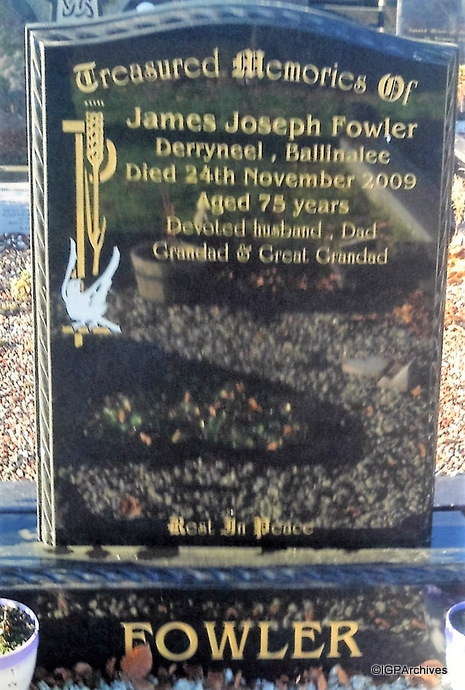 Treasured Memories Of
James Joseph Fowler
Derryneel , Ballinalee
Died 24th November 2009
Aged 75 years
Devoted husband , Dad
Grandad & Great Grandad
Rest In Peace
FOWLER
©IGPArchives